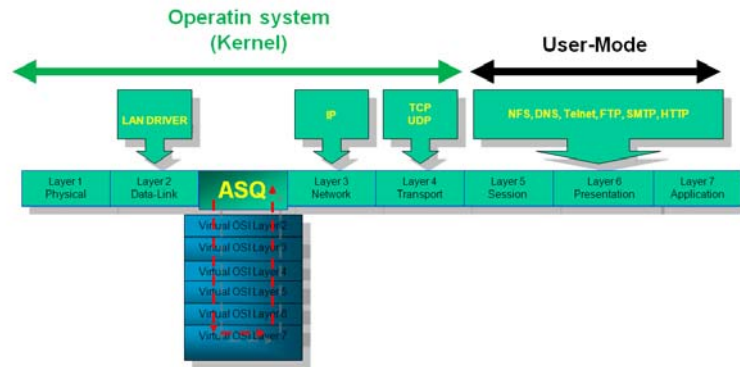 Operatin system
(Kernel)
User-Mode
LAN DRIVER
IP
TCP
UDP
NFS, DNS, Telnet, FTP, SMTP, HTTP
Layer 1
Physical
Layer 2
Data-Link
ASQ
Layer 3
Network
Layer 4
Transport
Layer 5
Session
Layer 6
Presentation
Layer 7
Application
Virtual OSI Layer 2
Virtual OSI Layer 3
Virtual OSI Layer 4
Virtual OSI Layer 5
Virtual OSI Layer 6
Virtual OSI Layer 7